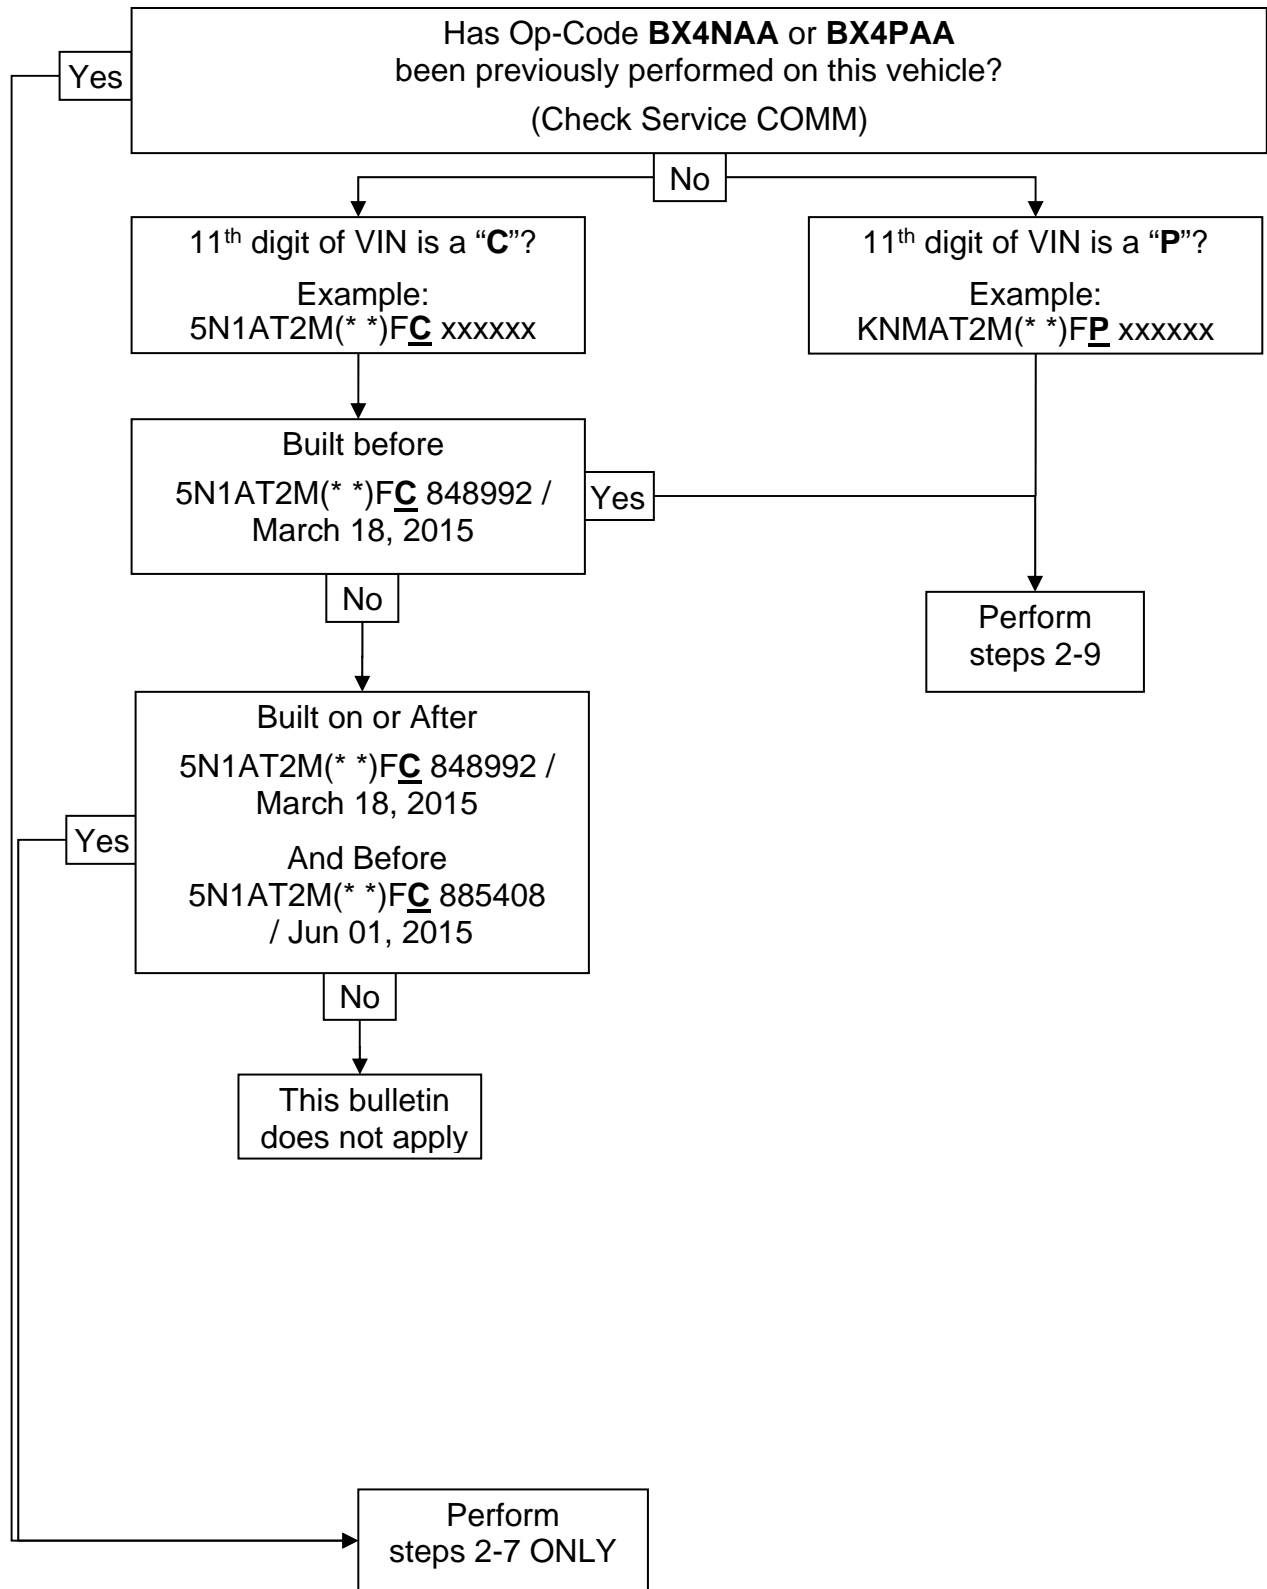 Has Op-Code BX4NAA or BX4PAA
been previously performed on this vehicle?
(Check Service COMM)
Yes
No
11th digit of VIN is a “C”?
Example:
5N1AT2M(* *)FC xxxxxx
11th digit of VIN is a “P”?
Example:
KNMAT2M(* *)FP xxxxxx
Built before
5N1AT2M(* *)FC 848992 /
March 18, 2015
Yes
No
Perform
steps 2-9
Built on or After
5N1AT2M(* *)FC 848992 /
March 18, 2015
And Before
5N1AT2M(* *)FC 885408
/ Jun 01, 2015
Yes
No
This bulletin
does not apply
Perform
steps 2-7 ONLY